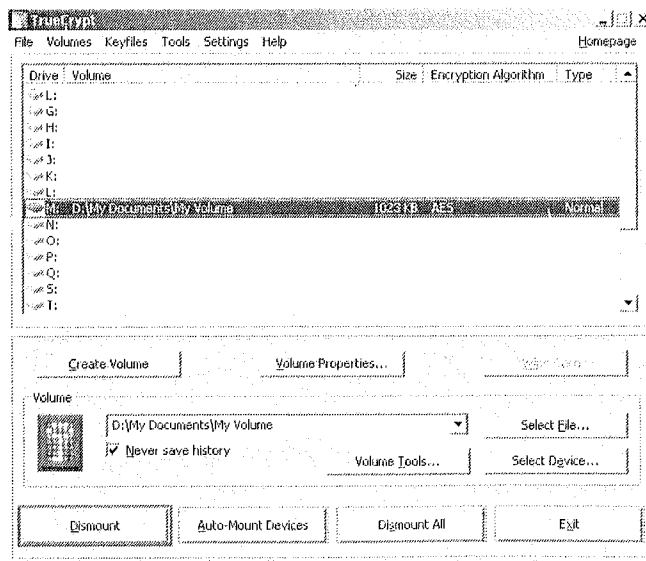 TrueCrypt
File Volumes Keyfiles Tools Settings Help Homepage
Drive Volume Size Encryption Algorithm Type
L:
G:
H:
I:
J:
K:
L:
M: D:\My Documents\My Volume 1023 KB AES Normal
N:
O:
P:
Q:
S:
T:
Create Volume Volume Properties...
Volume
D:\My Documents\My Volume Select File...
Never save history
Volume Tools... Select Device...
Dismount Auto-Mount Devices Dismount All Exit